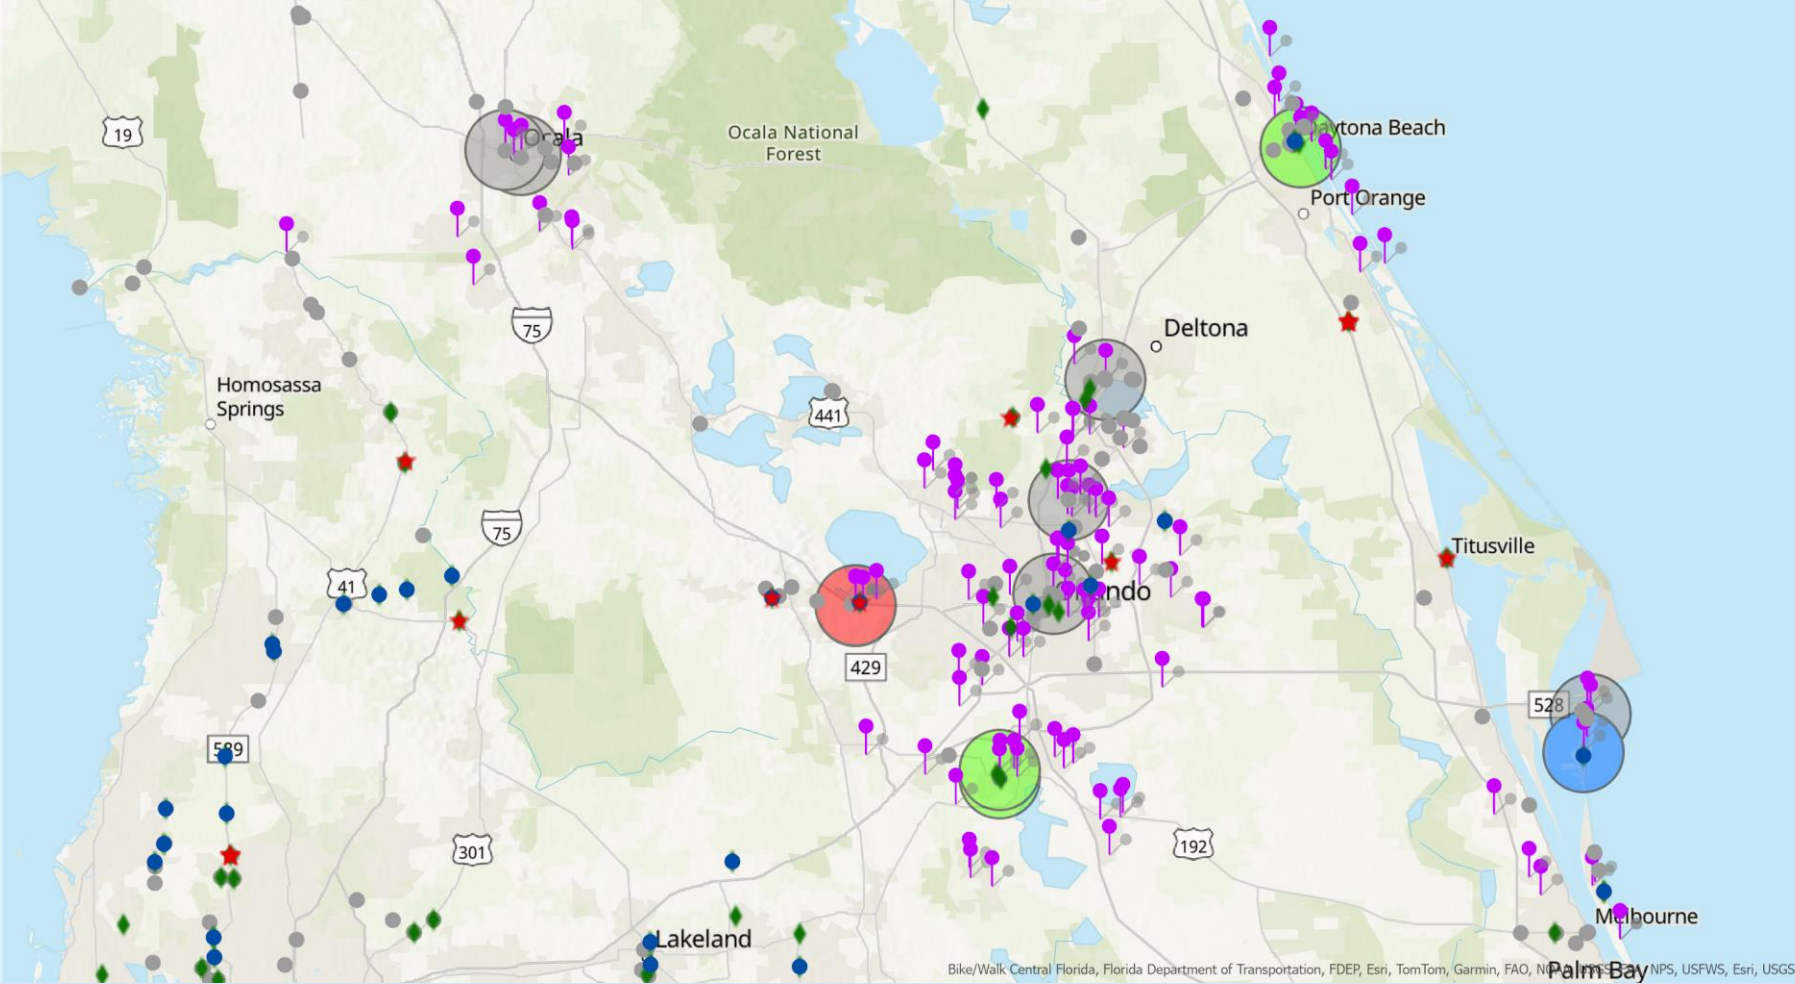 19
Ocala
Ocala National
Forest
Daytona Beach
Port Orange
75
Deltona
Homosassa
Springs
441
75
Titusville
41
429
528
589
301
192
Lakeland
Melbourne
Bike/Walk Central Florida, Florida Department of Transportation, FDEP, Esri, TomTom, Garmin, FAO, NPS, USFWS, Esri, USGS
Palm Bay